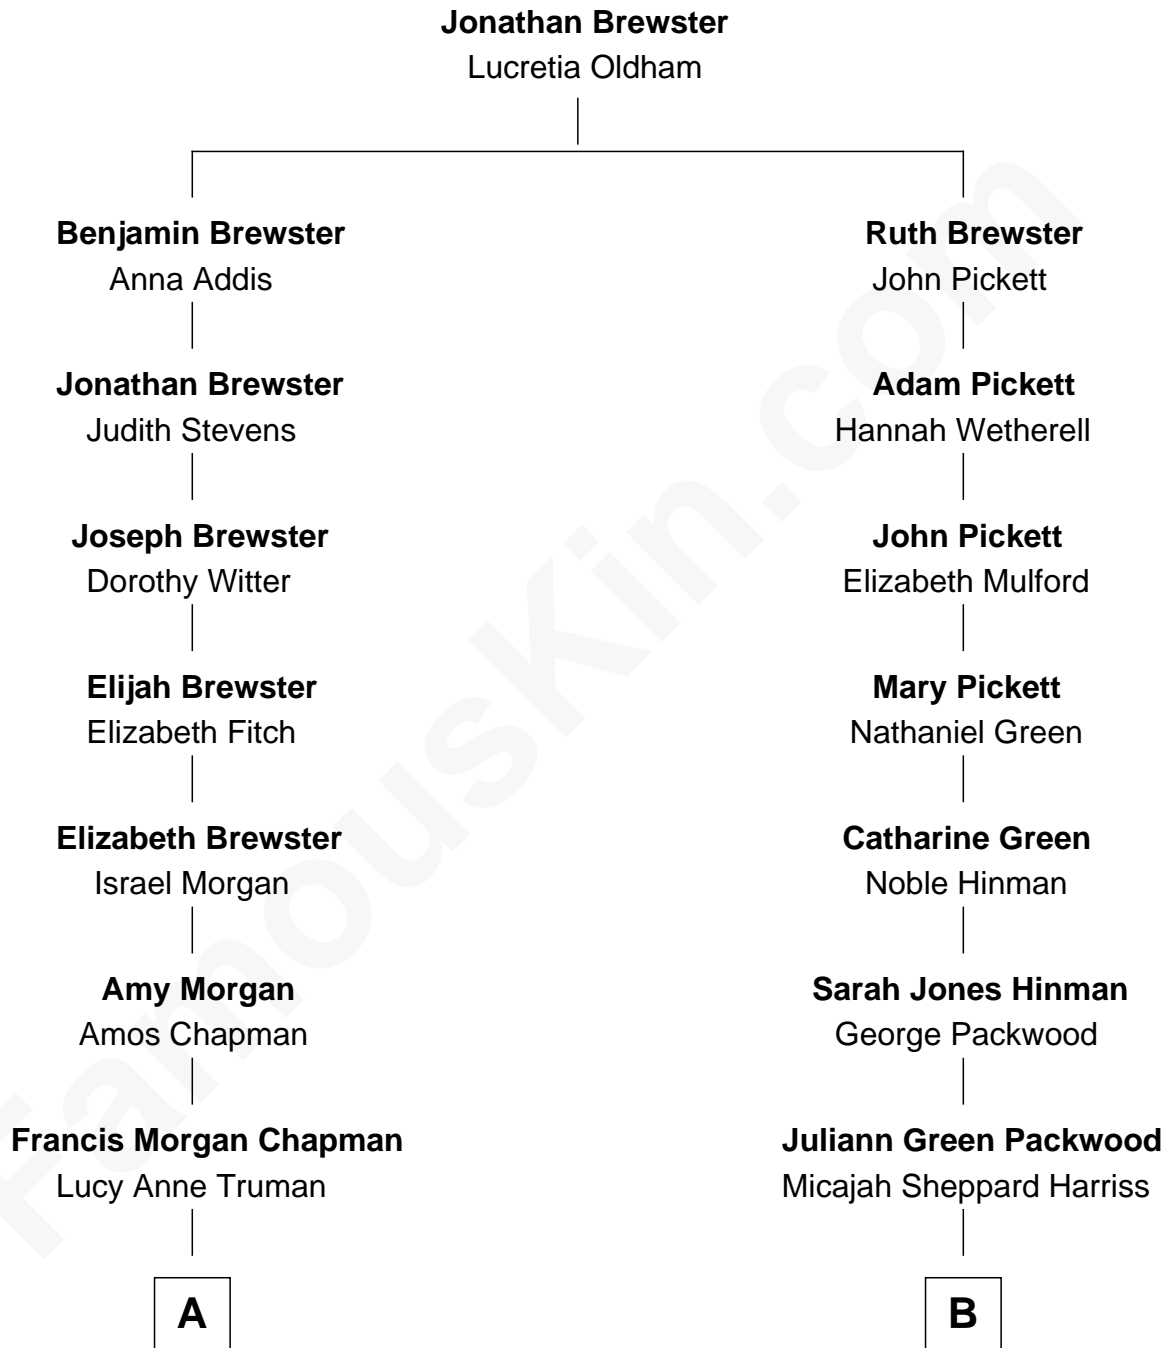 Jonathan Brewster
Lucretia Oldham
Benjamin Brewster
Anna Addis
Ruth Brewster
John Pickett
Jonathan Brewster
Judith Stevens
Adam Pickett
Hannah Wetherell
Joseph Brewster
Dorothy Witter
John Pickett
Elizabeth Mulford
Elijah Brewster
Elizabeth Fitch
Mary Pickett
Nathaniel Green
Elizabeth Brewster
Israel Morgan
Catharine Green
Noble Hinman
Amy Morgan
Amos Chapman
Sarah Jones Hinman
George Packwood
Francis Morgan Chapman
Lucy Anne Truman
Juliann Green Packwood
Micajah Sheppard Harriss
A
B
FamousKin.com